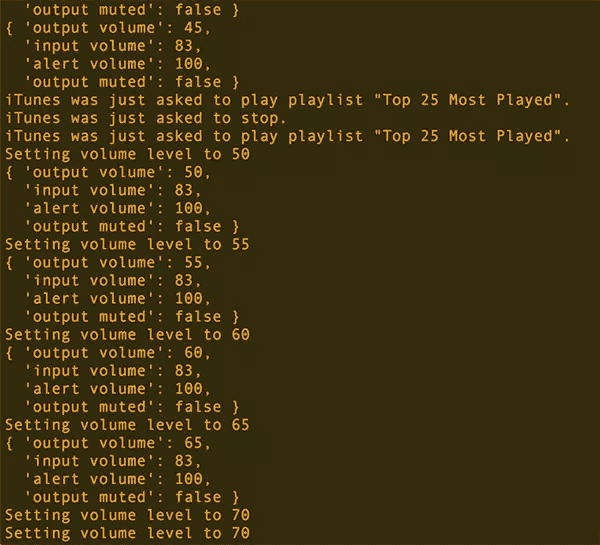 'output muted': false }
{ 'output volume': 45,
'input volume': 83,
'alert volume': 100,
'output muted': false }
iTunes was just asked to play playlist "Top 25 Most Played".
iTunes was just asked to stop.
iTunes was just asked to play playlist "Top 25 Most Played".
Setting volume level to 50
{ 'output volume': 50,
'input volume': 83,
'alert volume': 100,
'output muted': false }
Setting volume level to 55
{ 'output volume': 55,
'input volume': 83,
'alert volume': 100,
'output muted': false }
Setting volume level to 60
{ 'output volume': 60,
'input volume': 83,
'alert volume': 100,
'output muted': false }
Setting volume level to 65
{ 'output volume': 65,
'input volume': 83,
'alert volume': 100,
'output muted': false }
Setting volume level to 70
Setting volume level to 70